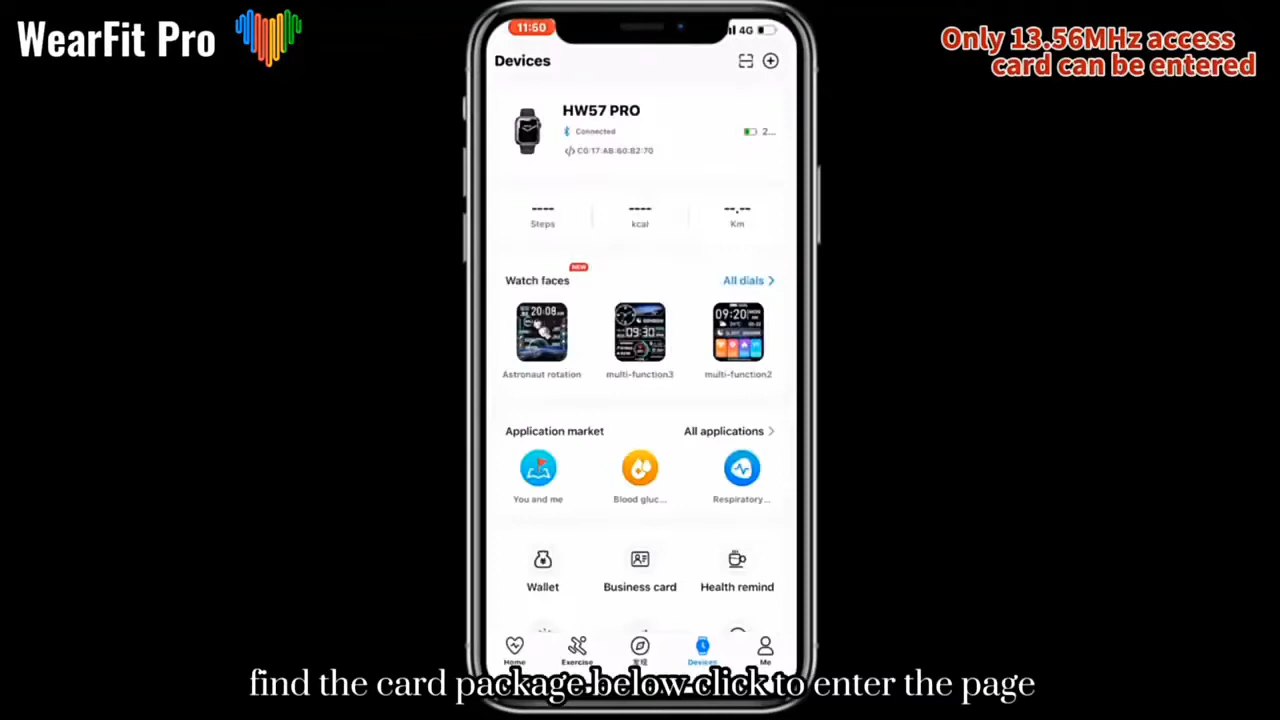 WearFit Pro
Only 13.56MHz access
card can be entered
11:50
4G
Devices
HW57 PRO
Connected
2...
---- ---- --.--
Steps kcal Km
NEW
Watch faces All dials >
20:08 09:30 09:20
Astronaut rotation multi-function3 multi-function2
Application market All applications >
You and me Blood gluc... Respiratory...
Wallet Business card Health remind
Home Exercise 发现 Devices Me
find the card package below click to enter the page